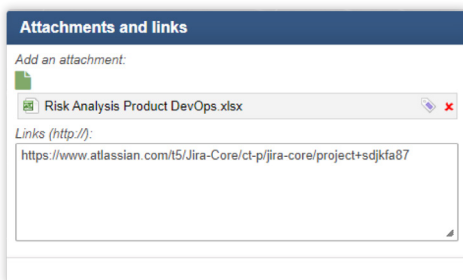 Attachments and links
Add an attachment:
Risk Analysis Product DevOps.xlsx
Links (http://):
https://www.atlassian.com/t5/Jira-Core/ct-p/jira-core/project+sdjkfa87